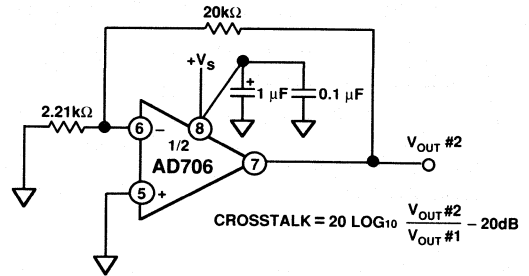 20kΩ
+VS
+
1 µF
0.1 µF
2.21kΩ
6
−
8
1/2
AD706
7
VOUT #2
5
+
CROSSTALK = 20 LOG10 VOUT #2 / VOUT #1 − 20dB